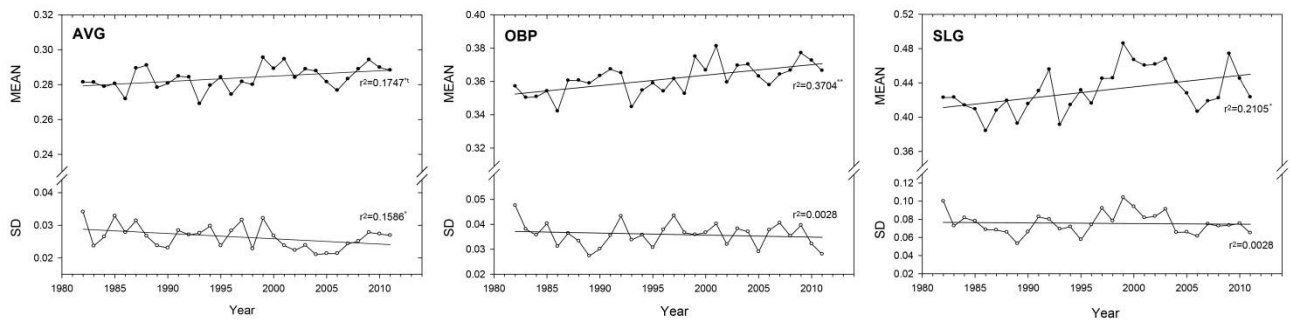 AVG
MEAN
0.32
0.30
0.28
0.26
0.24
r²=0.1747*t
SD
0.04
0.03
0.02
r²=0.1586*
1980 1985 1990 1995 2000 2005 2010
Year
OBP
MEAN
0.40
0.38
0.36
0.34
0.32
r²=0.3704**
SD
0.05
0.04
0.03
0.02
r²=0.0028
1980 1985 1990 1995 2000 2005 2010
Year
SLG
MEAN
0.52
0.48
0.44
0.40
0.36
r²=0.2105*
SD
0.12
0.10
0.08
0.06
0.04
0.02
r²=0.0028
1980 1985 1990 1995 2000 2005 2010
Year